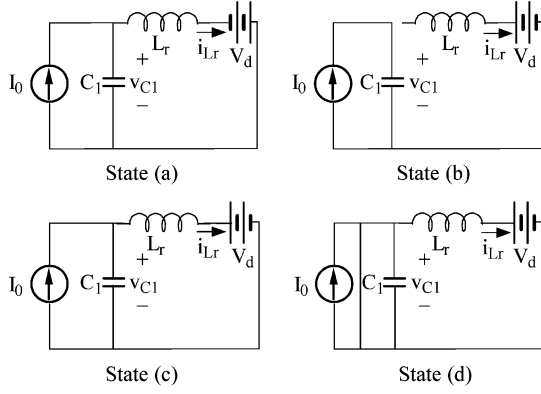 I0 C1 + vC1 − Lr iLr Vd
State (a)
I0 C1 + vC1 − Lr iLr Vd
State (b)
I0 C1 + vC1 − Lr iLr Vd
State (c)
I0 C1 + vC1 − Lr iLr Vd
State (d)